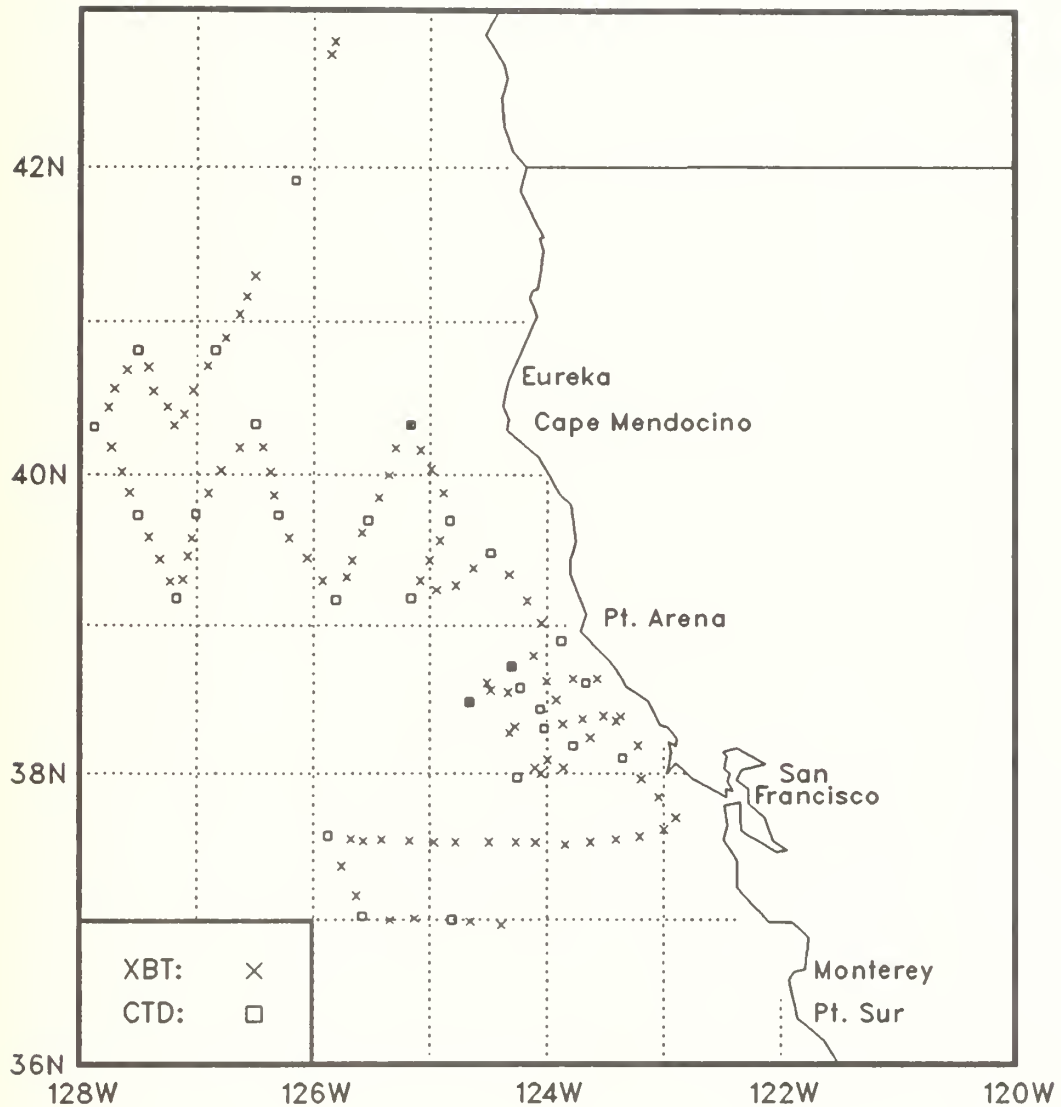 42N
Eureka
Cape Mendocino
40N
Pt. Arena
38N
San
Francisco
XBT:
CTD:
Monterey
Pt. Sur
36N
128W
126W
124W
122W
120W